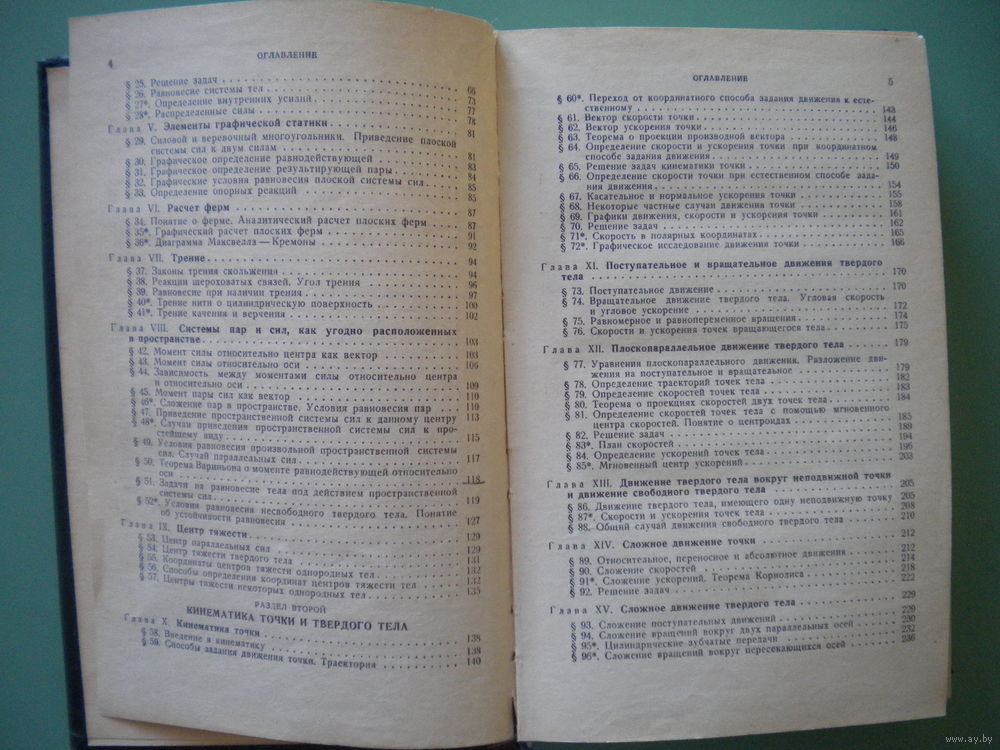 4
ОГЛАВЛЕНИЕ
§ 25. Решение задач 66
§ 26. Равновесие системы тел 73
§ 27*. Определение внутренних усилий 77
§ 28*. Распределенные силы 78
Глава V. Элементы графической статики 81
§ 29. Силовой и веревочный многоугольники. Приведение плоской
системы сил к двум силам 81
§ 30. Графическое определение равнодействующей 83
§ 31. Графическое определение результирующей пары 84
§ 32. Графические условия равновесия плоской системы сил 85
§ 33. Определение опорных реакций 85
Глава VI. Расчет ферм 87
§ 34. Понятие о ферме. Аналитический расчет плоских ферм 87
§ 35*. Графический расчет плоских ферм 91
§ 36*. Диаграмма Максвелла — Кремоны 92
Глава VII. Трение 94
§ 37. Законы трения скольжения 94
§ 38. Реакции шероховатых связей. Угол трения 96
§ 39. Равновесие при наличии трения 97
§ 40*. Трение нити о цилиндрическую поверхность 100
§ 41*. Трение качения и верчения 102
Глава VIII. Системы пар и сил, как угодно расположенных
в пространстве 103
§ 42. Момент силы относительно центра как вектор 103
§ 43. Момент силы относительно оси 106
§ 44. Зависимость между моментами силы относительно центра
и относительно оси 109
§ 45. Момент пары сил как вектор 110
§ 46*. Сложение пар в пространстве. Условия равновесия пар 110
§ 47. Приведение пространственной системы сил к данному центру 113
§ 48*. Случаи приведения пространственной системы сил к про-
стейшему виду 115
§ 49. Условия равновесия произвольной пространственной системы
сил. Случай параллельных сил 117
§ 50. Теорема Вариньона о моменте равнодействующей относительно
оси 118
§ 51. Задачи на равновесие тела под действием пространственной
системы сил 119
§ 52*. Условия равновесия несвободного твердого тела. Понятие
об устойчивости равновесия 127
Глава IX. Центр тяжести 129
§ 53. Центр параллельных сил 129
§ 54. Центр тяжести твердого тела 131
§ 55. Координаты центров тяжести однородных тел 132
§ 56. Способы определения координат центров тяжести тел 132
§ 57. Центры тяжести некоторых однородных тел 135
РАЗДЕЛ ВТОРОЙ
КИНЕМАТИКА ТОЧКИ И ТВЕРДОГО ТЕЛА
Глава X. Кинематика точки 138
§ 58. Введение в кинематику 138
§ 59. Способы задания движения точки. Траектория 140
ОГЛАВЛЕНИЕ
5
§ 60*. Переход от координатного способа задания движения к есте-
ственному 143
§ 61. Вектор скорости точки 144
§ 62. Вектор ускорения точки 146
§ 63. Теорема о проекции производной вектора 148
§ 64. Определение скорости и ускорения точки при координатном
способе задания движения 149
§ 65. Решение задач кинематики точки 150
§ 66. Определение скорости точки при естественном способе зада-
ния движения 154
§ 67. Касательное и нормальное ускорения точки 155
§ 68. Некоторые частные случаи движения точки 158
§ 69. Графики движения, скорости и ускорения точки 161
§ 70. Решение задач 162
§ 71*. Скорость в полярных координатах 165
§ 72*. Графическое исследование движения точки 166
Глава XI. Поступательное и вращательное движения твердого
тела 170
§ 73. Поступательное движение 170
§ 74. Вращательное движение твердого тела. Угловая скорость
и угловое ускорение 172
§ 75. Равномерное и равнопеременное вращения 174
§ 76. Скорости и ускорения точек вращающегося тела 175
Глава XII. Плоскопараллельное движение твердого тела 179
§ 77. Уравнения плоскопараллельного движения. Разложение дви-
жения на поступательное и вращательное 179
§ 78. Определение траекторий точек тела 182
§ 79. Определение скоростей точек тела 183
§ 80. Теорема о проекциях скоростей двух точек тела 184
§ 81. Определение скоростей точек тела с помощью мгновенного
центра скоростей. Понятие о центроидах 185
§ 82. Решение задач 189
§ 83*. План скоростей 194
§ 84. Определение ускорений точек тела 195
§ 85*. Мгновенный центр ускорений 203
Глава XIII. Движение твердого тела вокруг неподвижной точки
и движение свободного твердого тела 205
§ 86. Движение твердого тела, имеющего одну неподвижную точку 205
§ 87*. Скорости и ускорения точек тела 208
§ 88. Общий случай движения свободного твердого тела 210
Глава XIV. Сложное движение точки 212
§ 89. Относительное, переносное и абсолютное движения 212
§ 90. Сложение скоростей 214
§ 91*. Сложение ускорений. Теорема Кориолиса 218
§ 92. Решение задач 222
Глава XV. Сложное движение твердого тела 229
§ 93. Сложение поступательных движений 229
§ 94. Сложение вращений вокруг двух параллельных осей 230
§ 95*. Цилиндрические зубчатые передачи 232
§ 96*. Сложение вращений вокруг пересекающихся осей 236
www.ay.by